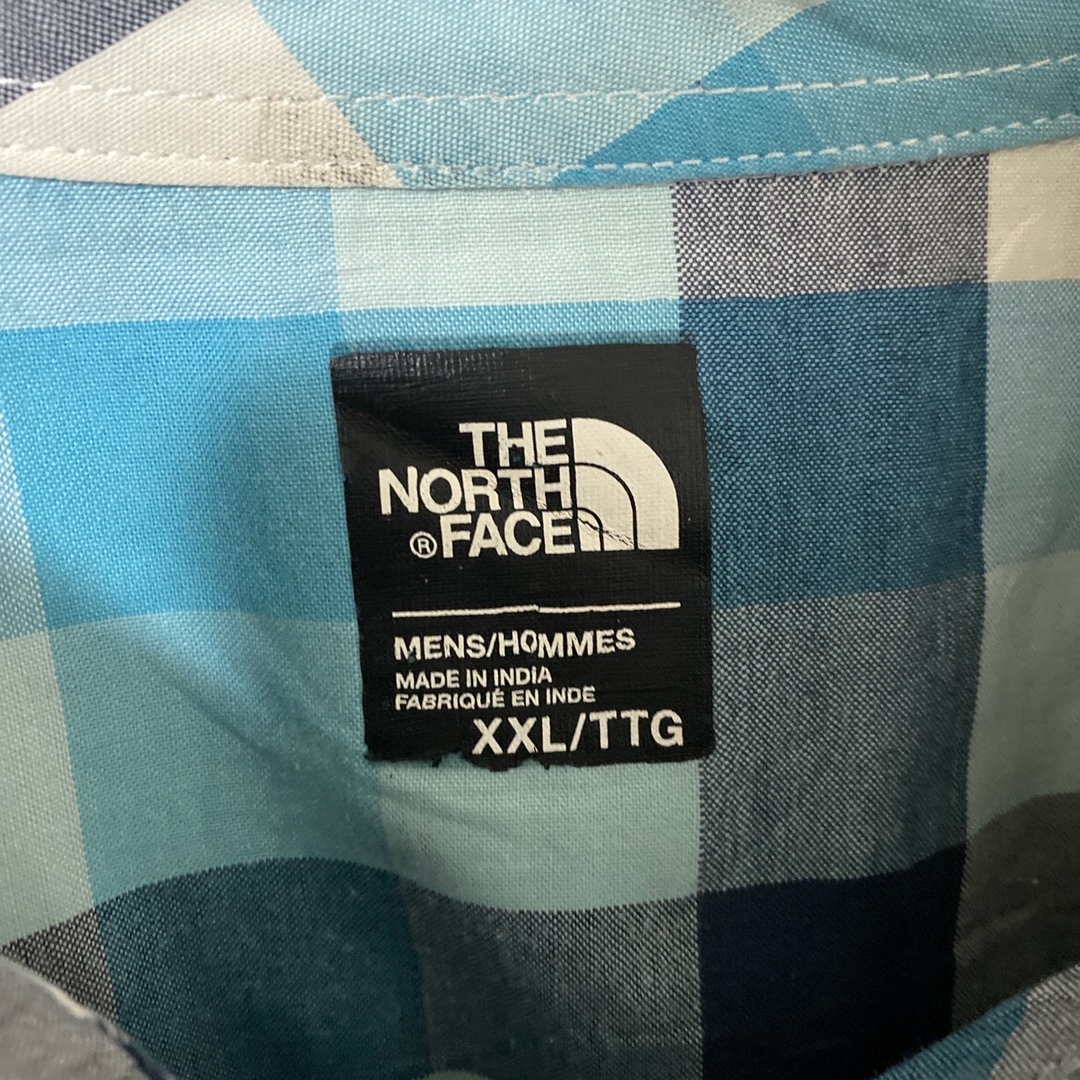 THE
NORTH
® FACE
MENS/HOMMES
MADE IN INDIA
FABRIQUÉ EN INDE
XXL/TTG